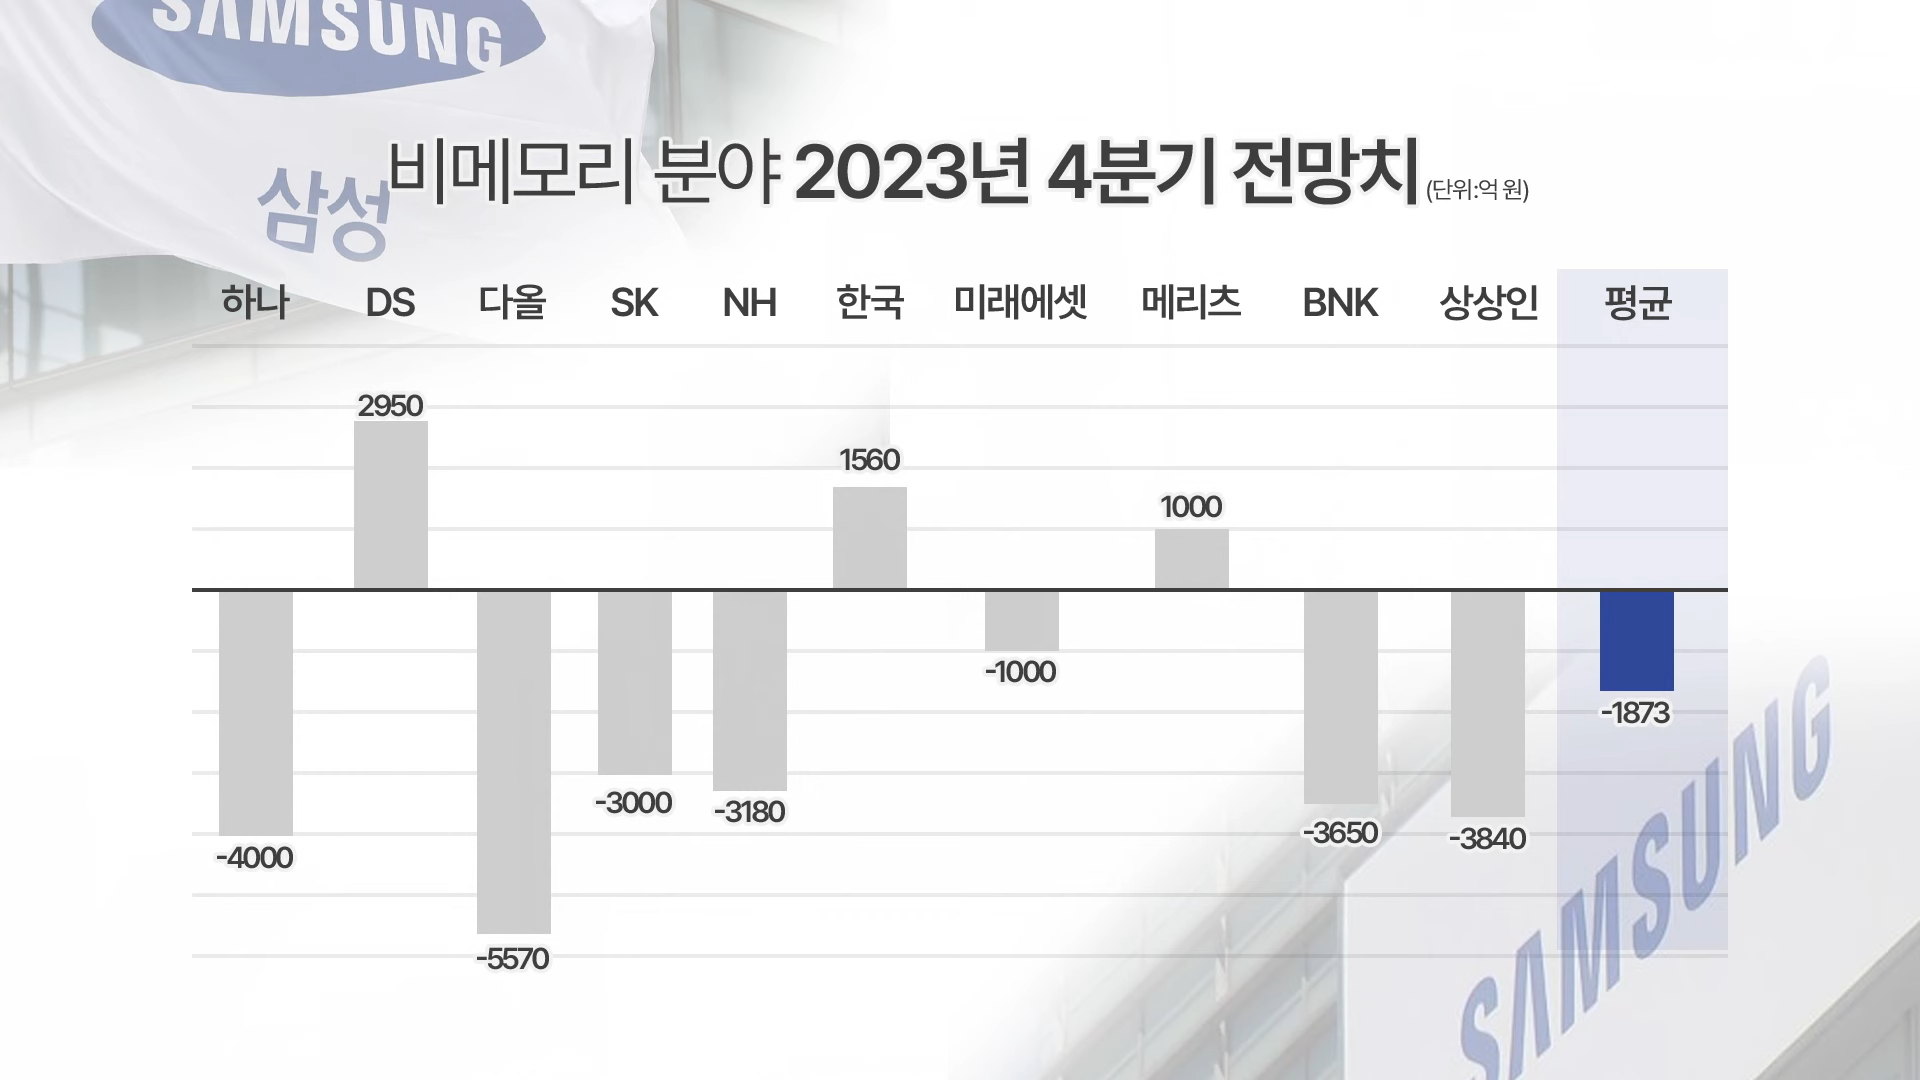 SAMSUNG
삼성
비메모리 분야 2023년 4분기 전망치 (단위:억 원)
하나 DS 다올 SK NH 한국 미래에셋 메리츠 BNK 상상인 평균
2950
1560
1000
-1000
-1873
-3000
-3180
-3650
-3840
-4000
-5570
SAMSUNG